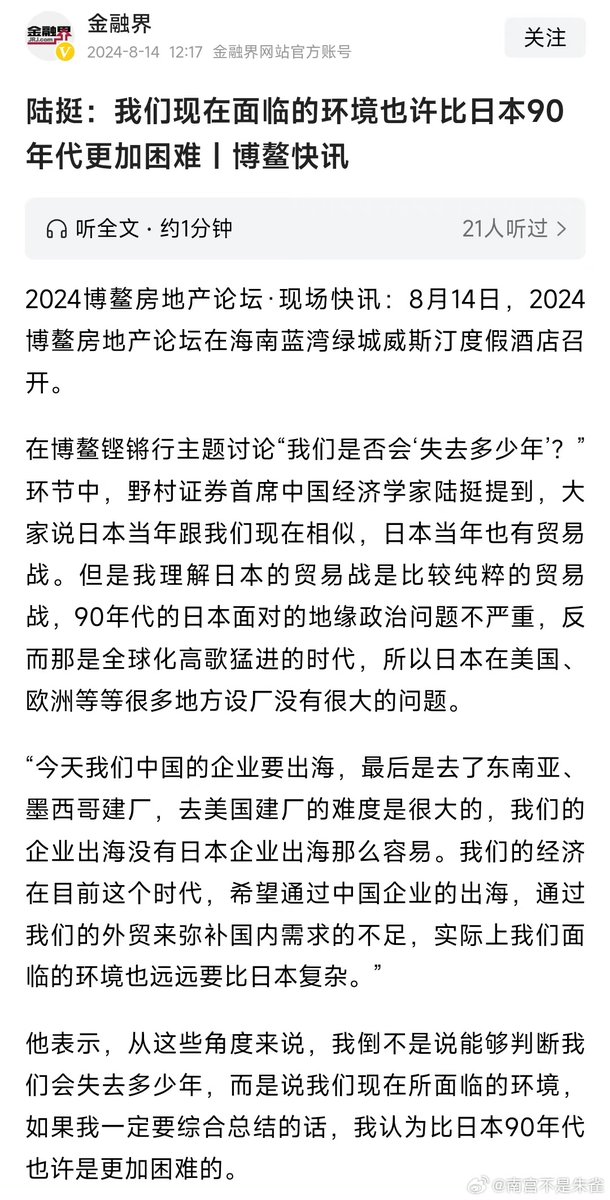 金融界
JRJ.com
金融界
2024-8-14 12:17 金融界网站官方账号
关注
陆挺：我们现在面临的环境也许比日本90
年代更加困难丨博鳌快讯
听全文·约1分钟
21人听过
2024博鳌房地产论坛·现场快讯：8月14日，2024
博鳌房地产论坛在海南蓝湾绿城威斯汀度假酒店召
开。
在博鳌铿锵行主题讨论“我们是否会‘失去多少年’？”
环节中，野村证券首席中国经济学家陆挺提到，大
家说日本当年跟我们现在相似，日本当年也有贸易
战。但是我理解日本的贸易战是比较纯粹的贸易
战，90年代的日本面对的地缘政治问题不严重，反
而那是全球化高歌猛进的时代，所以日本在美国、
欧洲等等很多地方设厂没有很大的问题。
“今天我们中国的企业要出海，最后是去了东南亚、
墨西哥建厂，去美国建厂的难度是很大的，我们的
企业出海没有日本企业出海那么容易。我们的经济
在目前这个时代，希望通过中国企业的出海，通过
我们的外贸来弥补国内需求的不足，实际上我们面
临的环境也远远要比日本复杂。”
他表示，从这些角度来说，我倒不是说能够判断我
们会失去多少年，而是说我们现在所面临的环境，
如果我一定要综合总结的话，我认为比日本90年代
也许是更加困难的。
@南宫不是朱雀